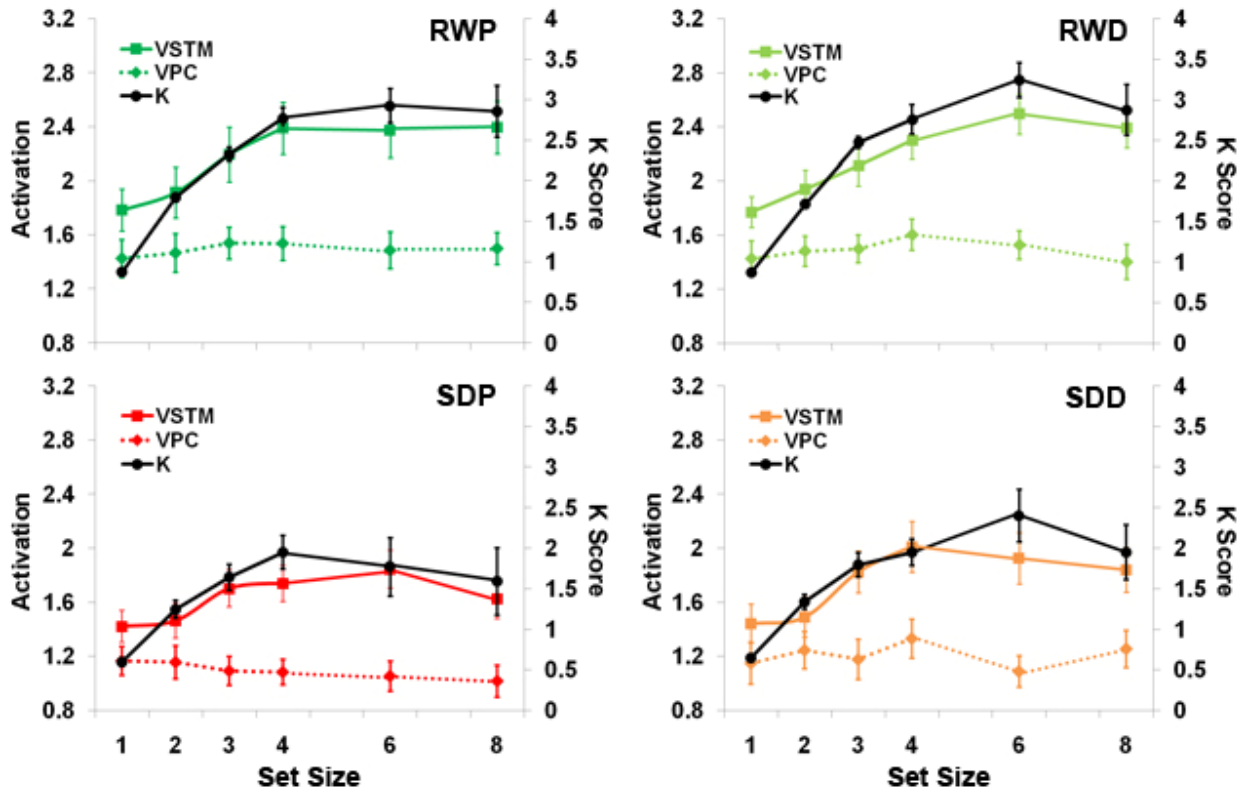 RWP
VSTM
VPC
K
3.2
2.8
2.4
2
1.6
1.2
0.8
Activation
4
3.5
3
2.5
2
1.5
1
0.5
0
K Score
RWD
VSTM
VPC
K
3.2
2.8
2.4
2
1.6
1.2
0.8
Activation
4
3.5
3
2.5
2
1.5
1
0.5
0
K Score
SDP
VSTM
VPC
K
3.2
2.8
2.4
2
1.6
1.2
0.8
Activation
4
3.5
3
2.5
2
1.5
1
0.5
0
K Score
1 2 3 4 6 8
Set Size
SDD
VSTM
VPC
K
3.2
2.8
2.4
2
1.6
1.2
0.8
Activation
4
3.5
3
2.5
2
1.5
1
0.5
0
K Score
1 2 3 4 6 8
Set Size